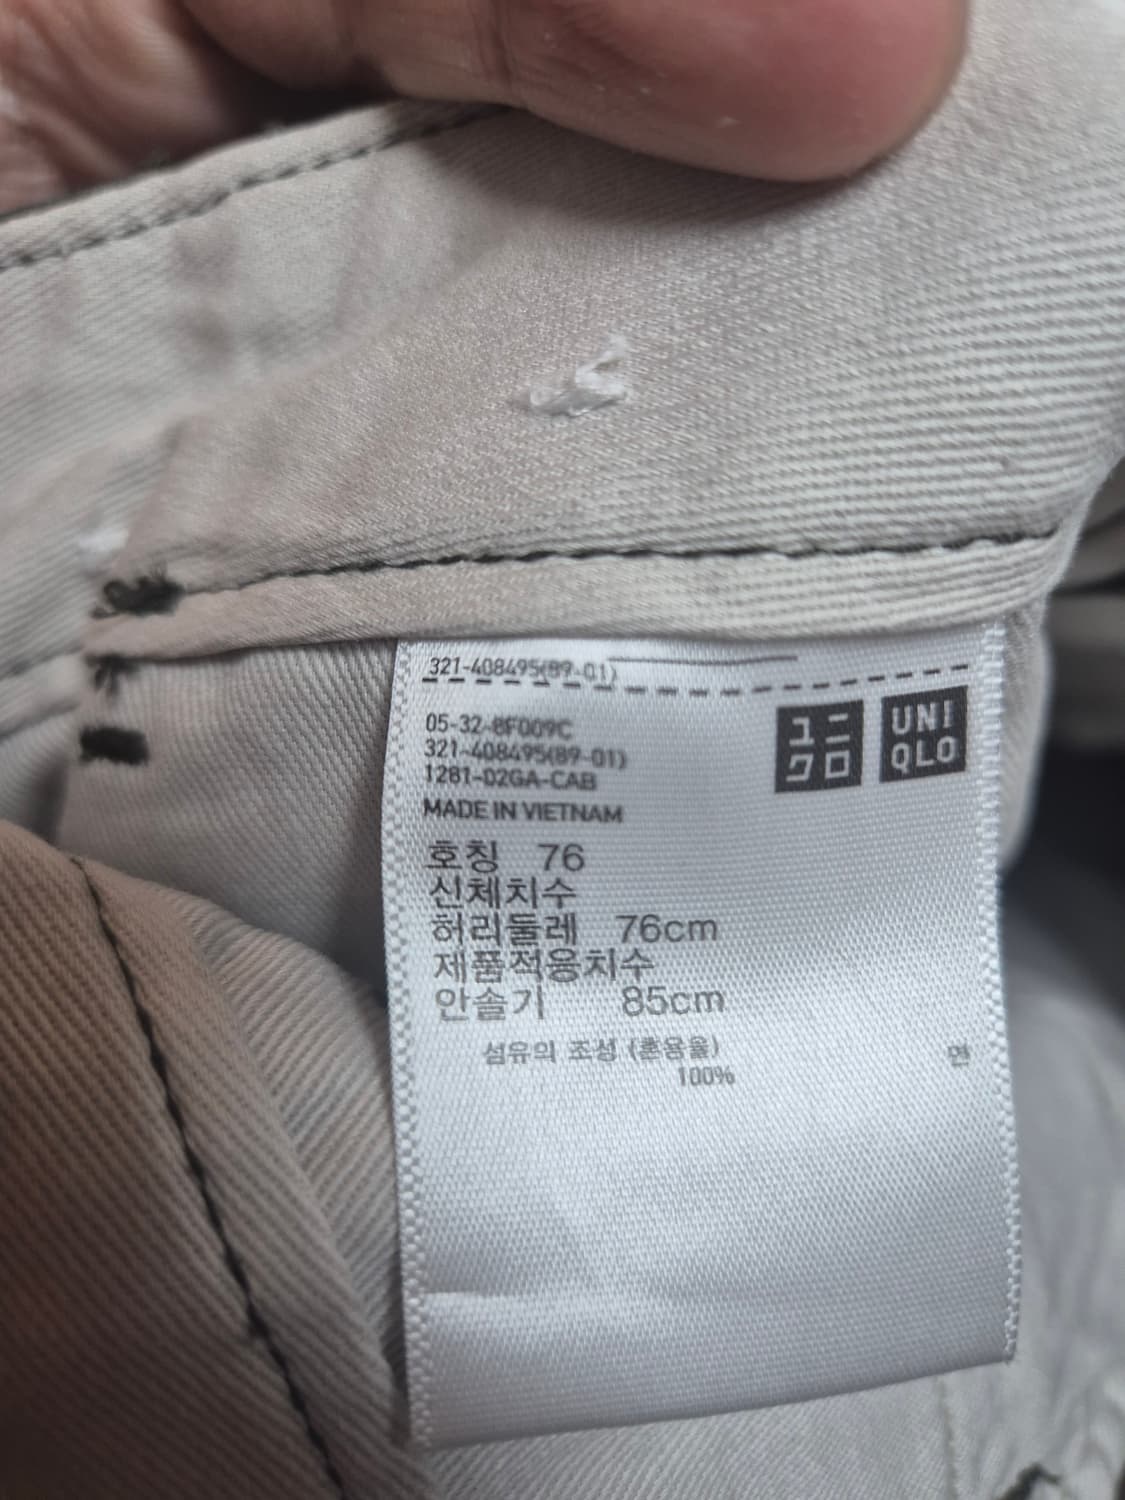 321-408495(89-01)
ユニ
クロ
UNI
QLO
05-32-8F009C
321-408495(89-01)
1281-02GA-CAB
MADE IN VIETNAM
호칭 76
신체치수
허리둘레 76cm
제품적응치수
안솔기 85cm
섬유의 조성 (혼용율) 면
100%